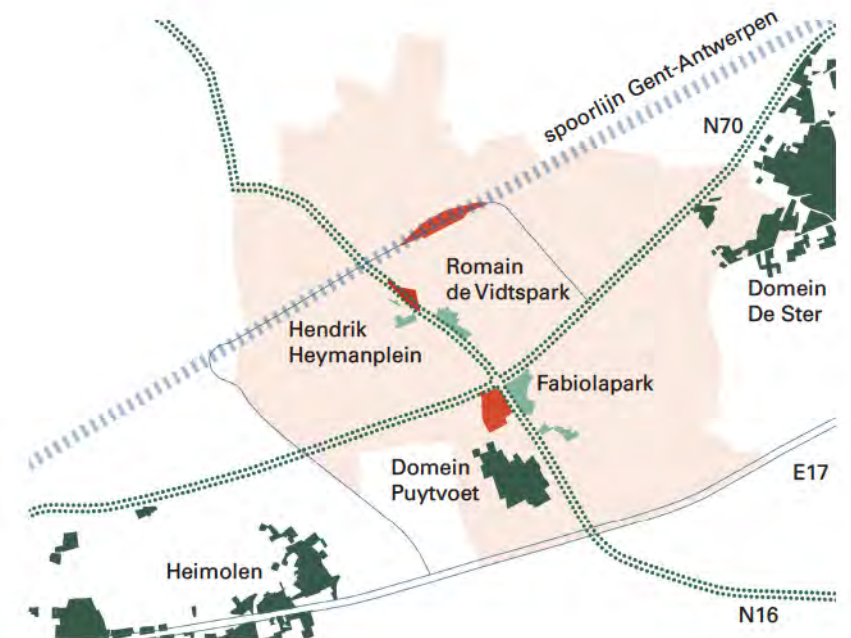 spoorlijn Gent-Antwerpen
N70
Romain
de Vidtspark
Domein
De Ster
Hendrik
Heymanplein
Fabiolapark
Domein
Puytvoet
E17
Heimolen
N16